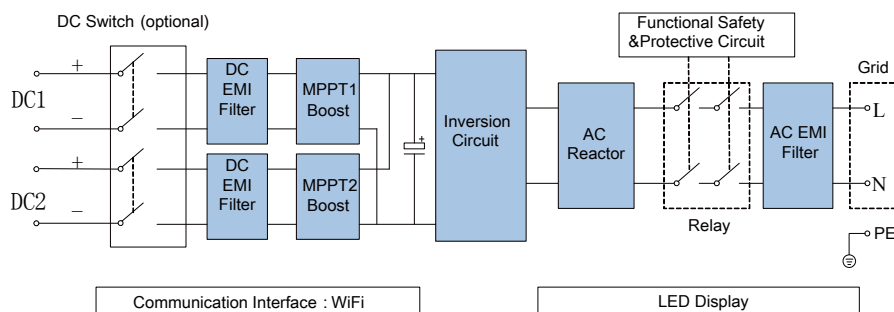 DC Switch (optional)
Functional Safety
&Protective Circuit
Grid
DC1
+
−
DC2
+
−
DC
EMI
Filter
MPPT1
Boost
DC
EMI
Filter
MPPT2
Boost
+
Inversion
Circuit
AC
Reactor
Relay
AC EMI
Filter
L
N
PE
Communication Interface : WiFi
LED Display